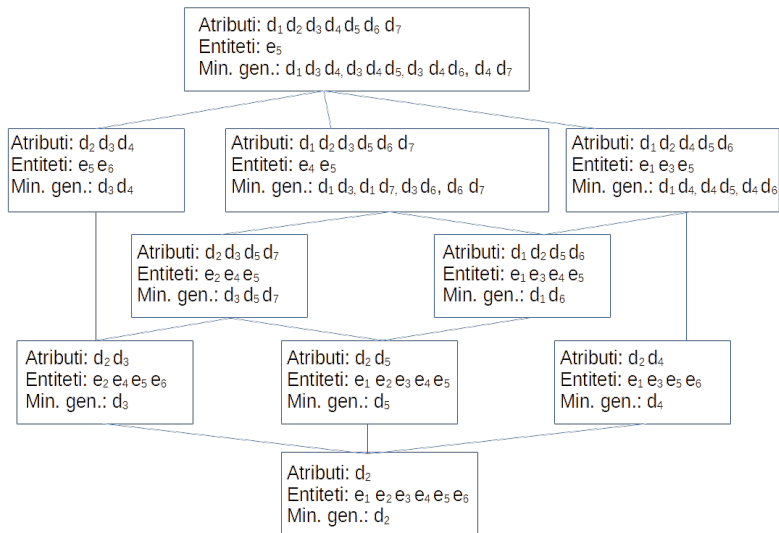 Atributi: d₁ d₂ d₃ d₄ d₅ d₆ d₇
Entiteti: e₅
Min. gen.: d₁ d₃ d₄, d₃ d₄ d₅, d₃ d₄ d₆, d₄ d₇
Atributi: d₂ d₃ d₄
Entiteti: e₅ e₆
Min. gen.: d₃ d₄
Atributi: d₁ d₂ d₃ d₅ d₆ d₇
Entiteti: e₄ e₅
Min. gen.: d₁ d₃, d₁ d₇, d₃ d₆, d₆ d₇
Atributi: d₁ d₂ d₄ d₅ d₆
Entiteti: e₁ e₃ e₅
Min. gen.: d₁ d₄, d₄ d₅, d₄ d₆
Atributi: d₂ d₃ d₅ d₇
Entiteti: e₂ e₄ e₅
Min. gen.: d₃ d₅ d₇
Atributi: d₁ d₂ d₅ d₆
Entiteti: e₁ e₃ e₄ e₅
Min. gen.: d₁ d₆
Atributi: d₂ d₃
Entiteti: e₂ e₄ e₅ e₆
Min. gen.: d₃
Atributi: d₂ d₅
Entiteti: e₁ e₂ e₃ e₄ e₅
Min. gen.: d₅
Atributi: d₂ d₄
Entiteti: e₁ e₃ e₅ e₆
Min. gen.: d₄
Atributi: d₂
Entiteti: e₁ e₂ e₃ e₄ e₅ e₆
Min. gen.: d₂